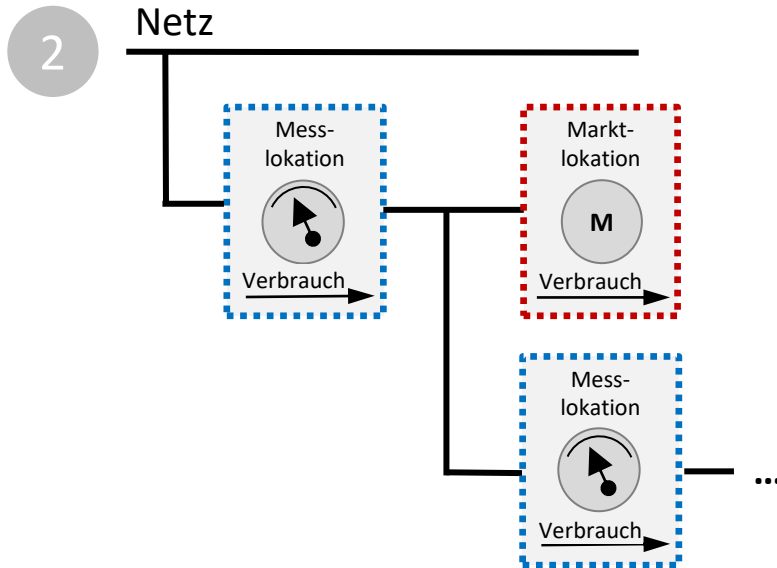 2
Netz
Mess-
lokation
Verbrauch
Markt-
lokation
M
Verbrauch
Mess-
lokation
Verbrauch
...